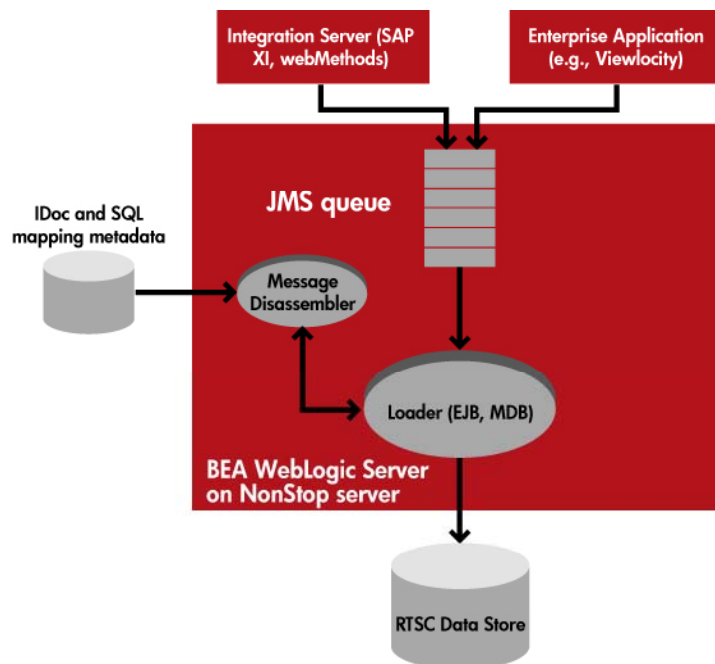 Integration Server (SAP
XI, webMethods)
Enterprise Application
(e.g., Viewlocity)
JMS queue
IDoc and SQL
mapping metadata
Message
Disassembler
Loader (EJB, MDB)
BEA WebLogic Server
on NonStop server
RTSC Data Store